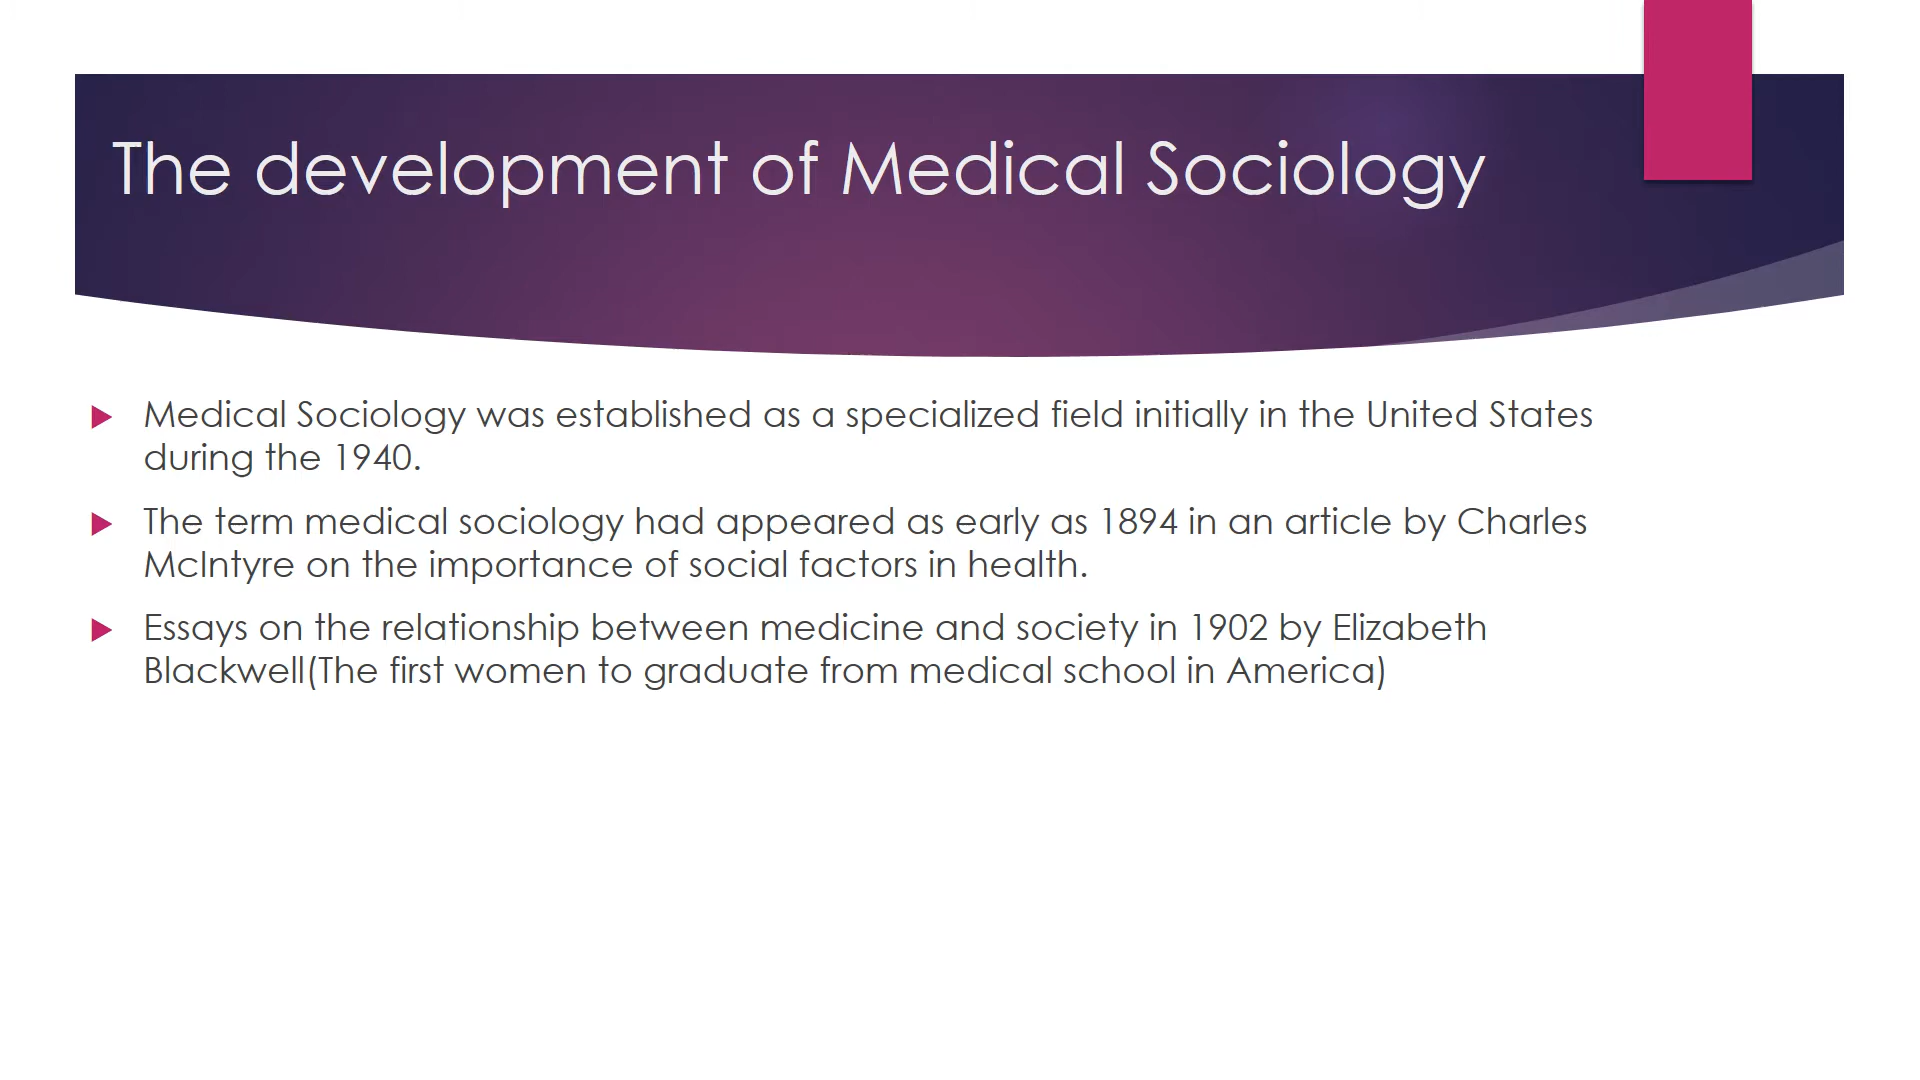 The development of Medical Sociology
Medical Sociology was established as a specialized field initially in the United States
during the 1940.
The term medical sociology had appeared as early as 1894 in an article by Charles
McIntyre on the importance of social factors in health.
Essays on the relationship between medicine and society in 1902 by Elizabeth
Blackwell(The first women to graduate from medical school in America)